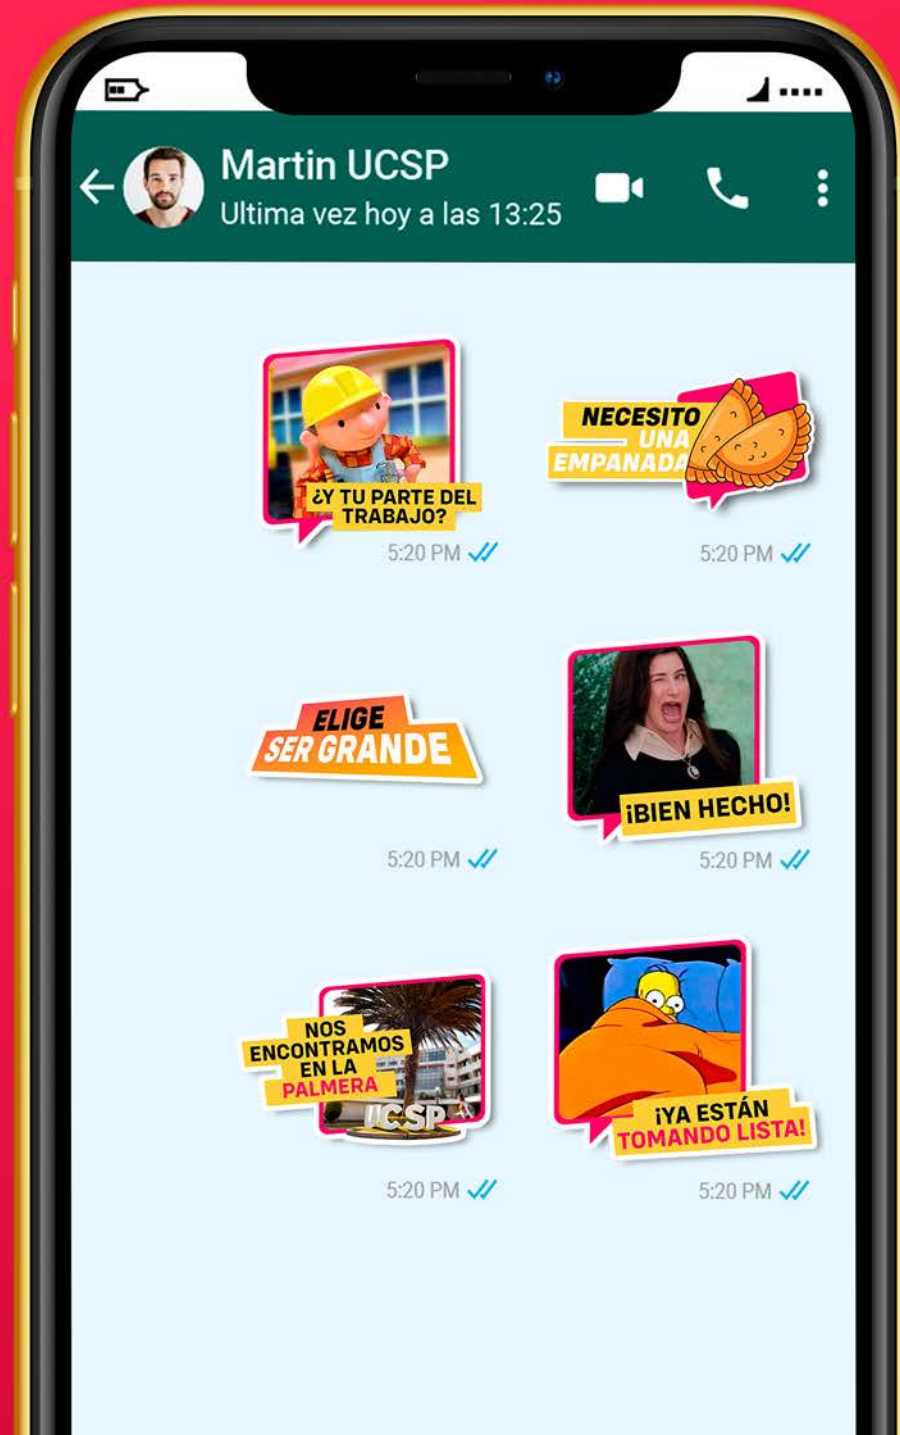 Martin UCSP
Ultima vez hoy a las 13:25
¿Y TU PARTE DEL
TRABAJO?
5:20 PM
NECESITO
UNA
EMPANADA
5:20 PM
ELIGE
SER GRANDE
5:20 PM
¡BIEN HECHO!
5:20 PM
NOS
ENCONTRAMOS
EN LA
PALMERA
UCSP
5:20 PM
¡YA ESTÁN
TOMANDO LISTA!
5:20 PM